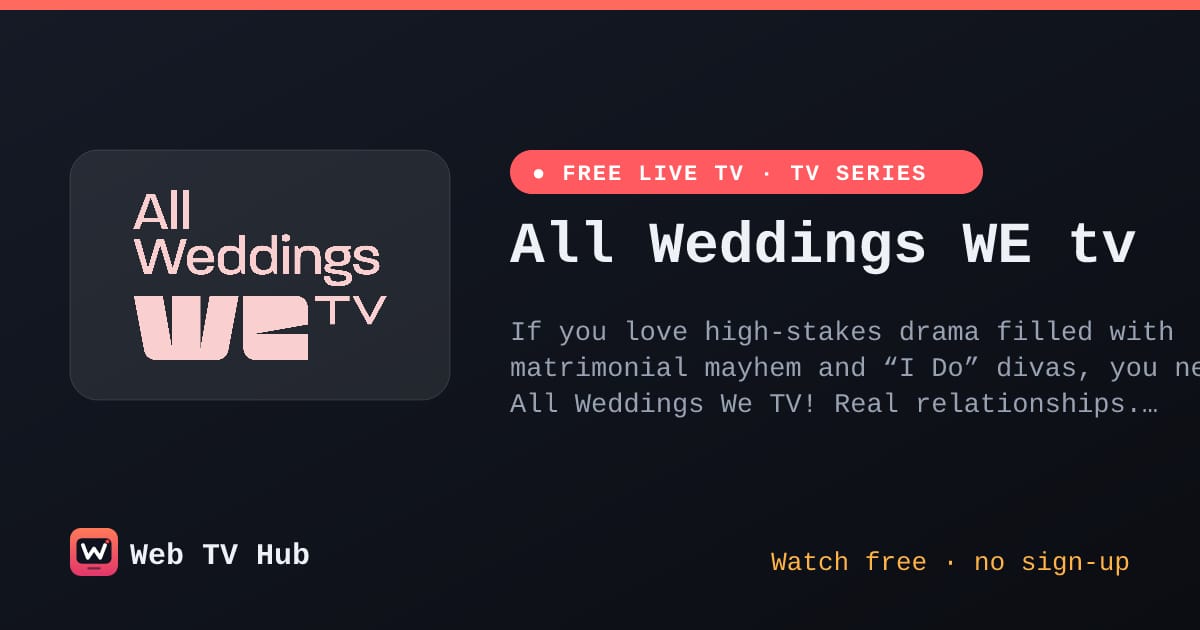 All
Weddings
WE TV
● FREE LIVE TV · TV SERIES
All Weddings WE tv
If you love high-stakes drama filled with
matrimonial mayhem and “I Do” divas, you ne
All Weddings We TV! Real relationships.…
W
Web TV Hub
Watch free · no sign-up